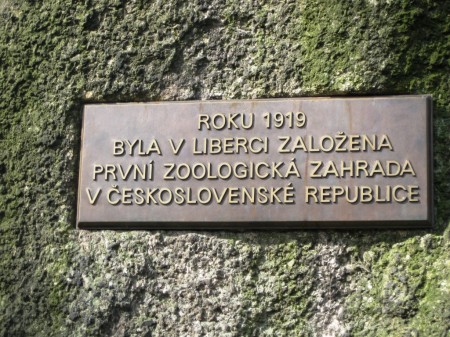 ROKU 1919
BYLA V LIBERCI ZALOŽENA
PRVNÍ ZOOLOGICKÁ ZAHRADA
V ČESKOSLOVENSKÉ REPUBLICE